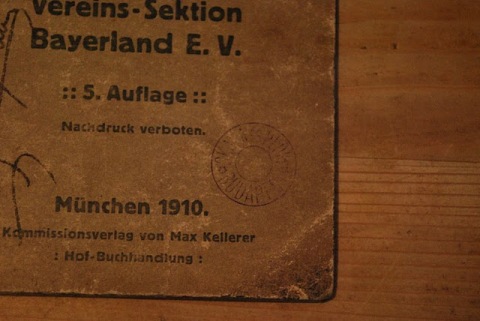 Vereins-Sektion
Bayerland E. V.
:: 5. Auflage ::
Nachdruck verboten.
München 1910.
Kommissionsverlag von Max Kellerer
: Hof-Buchhandlung :